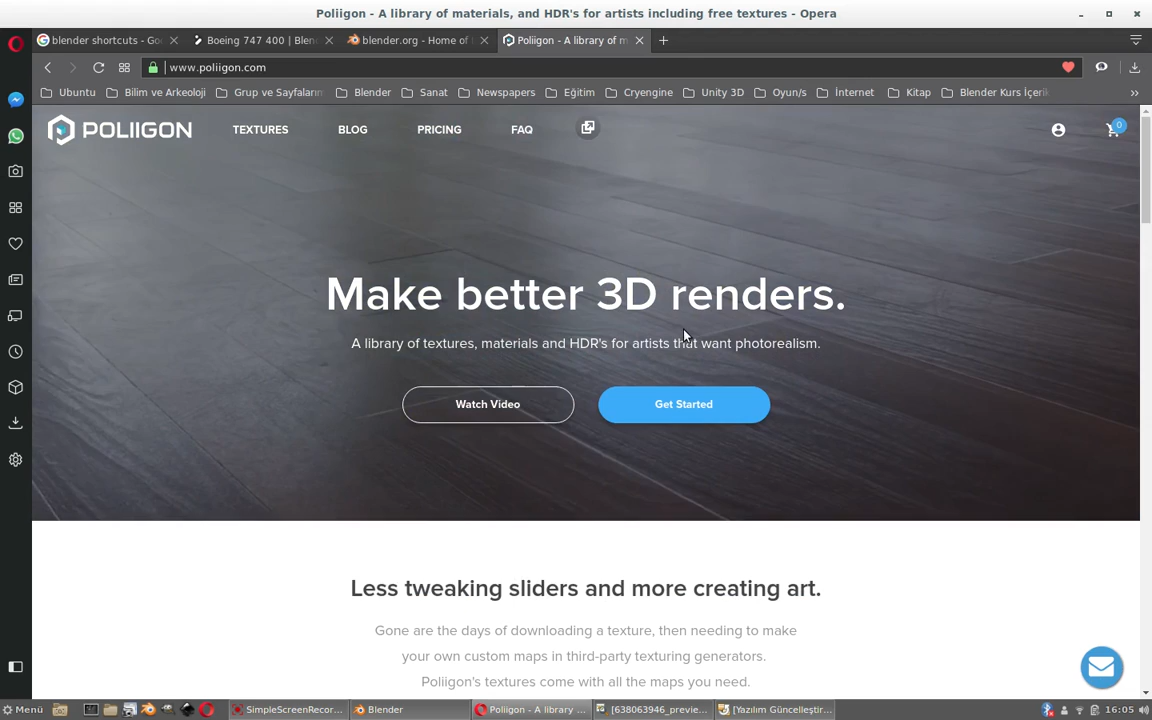 Poliigon - A library of materials, and HDR's for artists including free textures - Opera
blender shortcuts - Goo
Boeing 747 400 | Blen
blender.org - Home of t
Poliigon - A library of m
www.poliigon.com
Ubuntu
Bilim ve Arkeoloji
Grup ve Sayfaların
Blender
Sanat
Newspapers
Eğitim
Cryengine
Unity 3D
Oyun/s
İnternet
Kitap
Blender Kurs İçerik
POLIIGON
TEXTURES
BLOG
PRICING
FAQ
0
Make better 3D renders.
A library of textures, materials and HDR's for artists that want photorealism.
Watch Video
Get Started
Less tweaking sliders and more creating art.
Gone are the days of downloading a texture, then needing to make
your own custom maps in third-party texturing generators.
Poliigon's textures come with all the maps you need.
Menü
SimpleScreenRecor...
Blender
Poliigon - A library ...
[638063946_previe...
[Yazılım Güncelleştir...
16:05